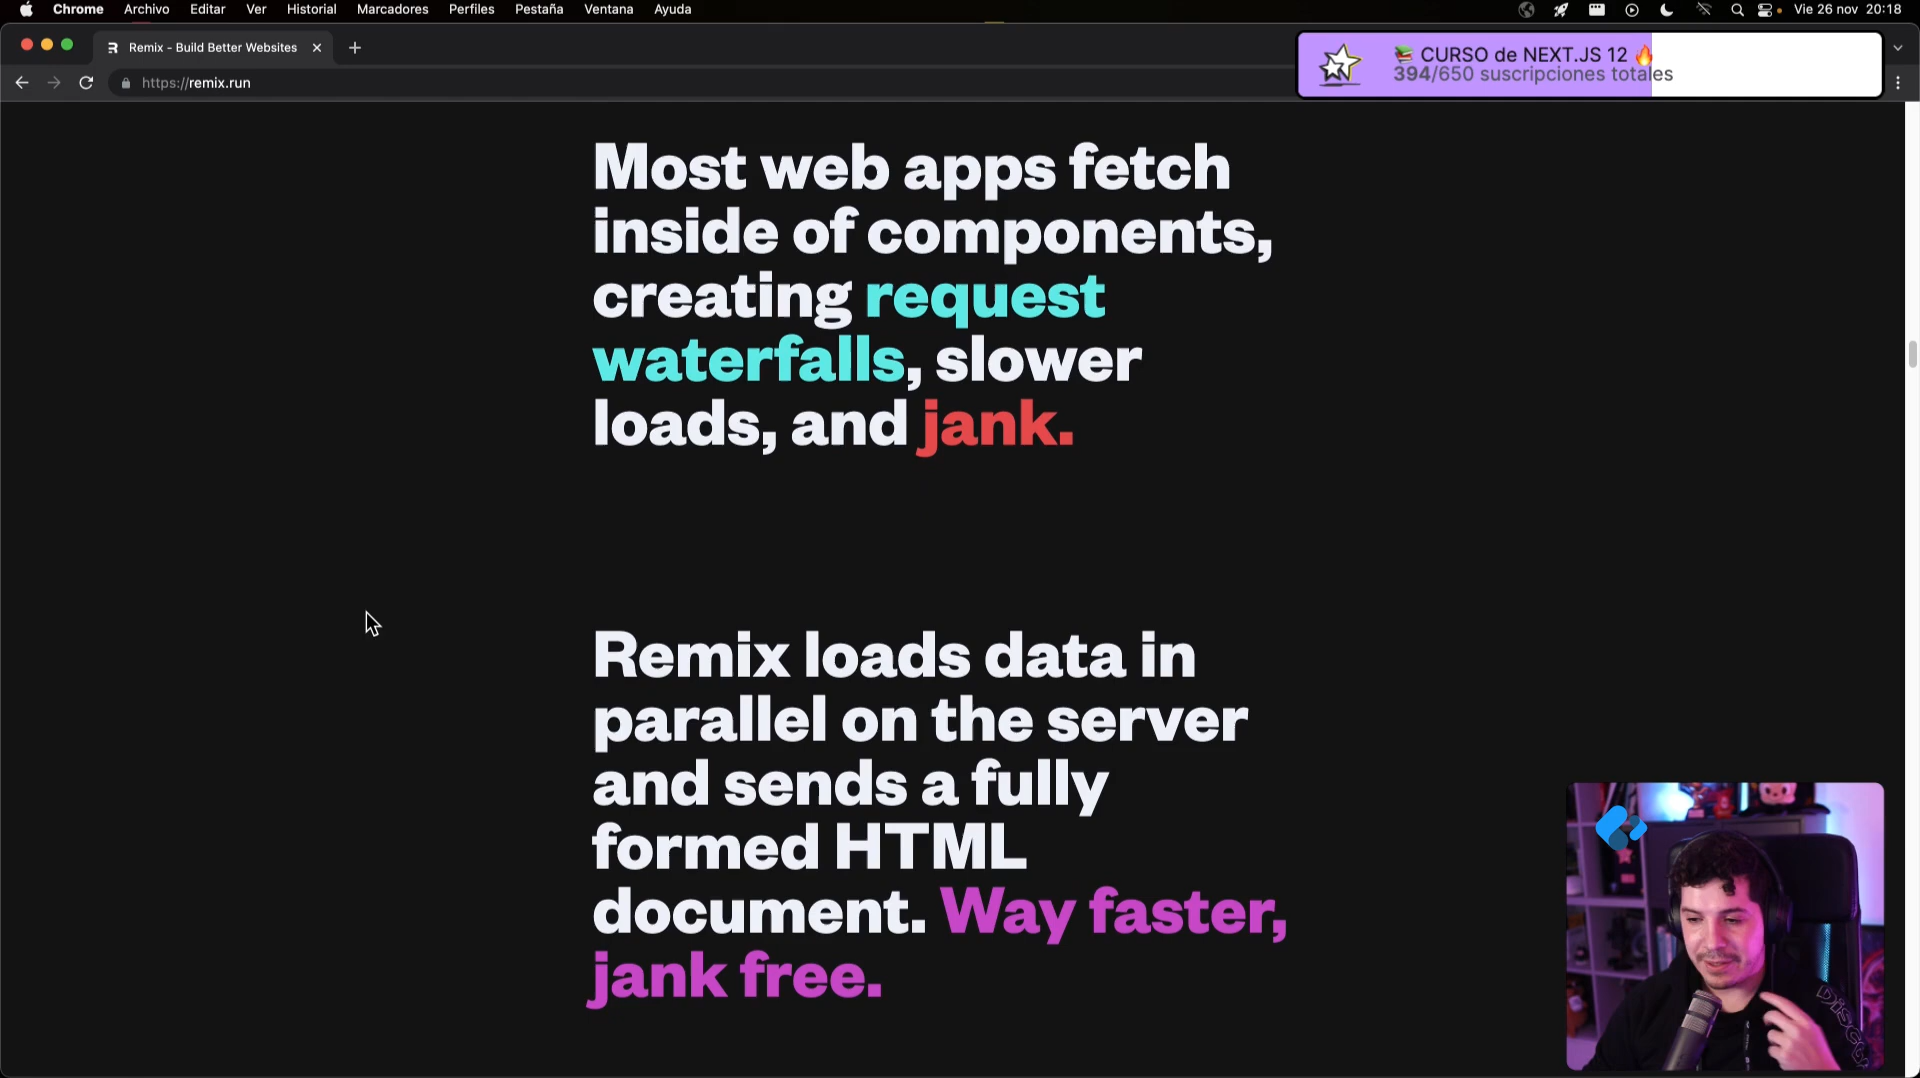 Chrome Archivo Editar Ver Historial Marcadores Perfiles Pestaña Ventana Ayuda Vie 26 nov 20:18
Remix - Build Better Websites
https://remix.run
📚 CURSO de NEXT.JS 12 🔥
394/650 suscripciones totales
Most web apps fetch
inside of components,
creating request
waterfalls, slower
loads, and jank.
Remix loads data in
parallel on the server
and sends a fully
formed HTML
document. Way faster,
jank free.